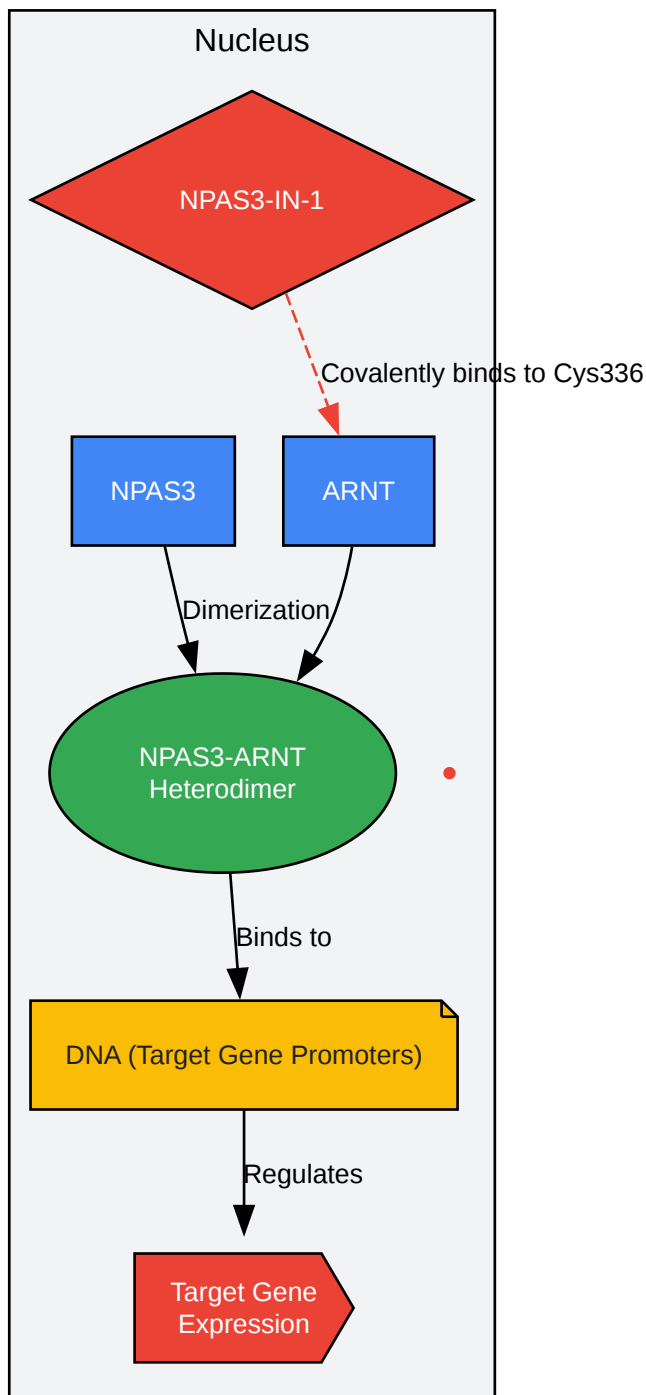 Nucleus
NPAS3-IN-1
Covalently binds to Cys336
NPAS3
ARNT
Dimerization
NPAS3-ARNT
Heterodimer
Binds to
DNA (Target Gene Promoters)
Regulates
Target Gene
Expression